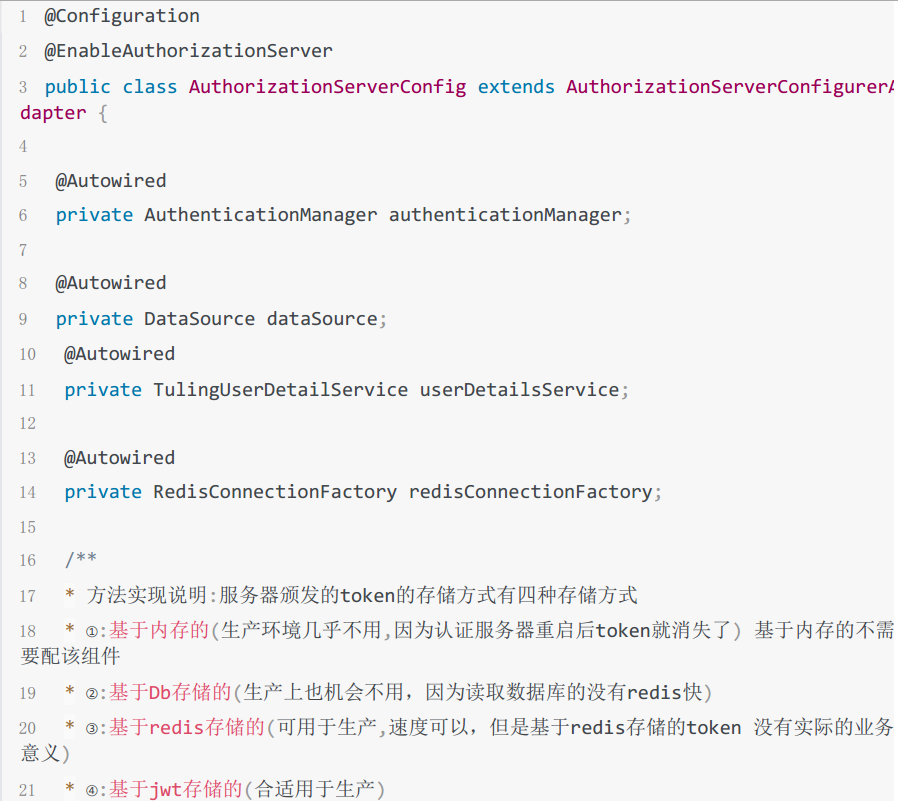 1 @Configuration
2 @EnableAuthorizationServer
3 public class AuthorizationServerConfig extends AuthorizationServerConfigurerA
dapter {
4
5 @Autowired
6 private AuthenticationManager authenticationManager;
7
8 @Autowired
9 private DataSource dataSource;
10 @Autowired
11 private TulingUserDetailService userDetailsService;
12
13 @Autowired
14 private RedisConnectionFactory redisConnectionFactory;
15
16 /**
17 * 方法实现说明:服务器颁发的token的存储方式有四种存储方式
18 * ①:基于内存的(生产环境几乎不用,因为认证服务器重启后token就消失了) 基于内存的不需
要配该组件
19 * ②:基于Db存储的(生产上也机会不用，因为读取数据库的没有redis快)
20 * ③:基于redis存储的(可用于生产,速度可以，但是基于redis存储的token 没有实际的业务
意义)
21 * ④:基于jwt存储的(合适用于生产)